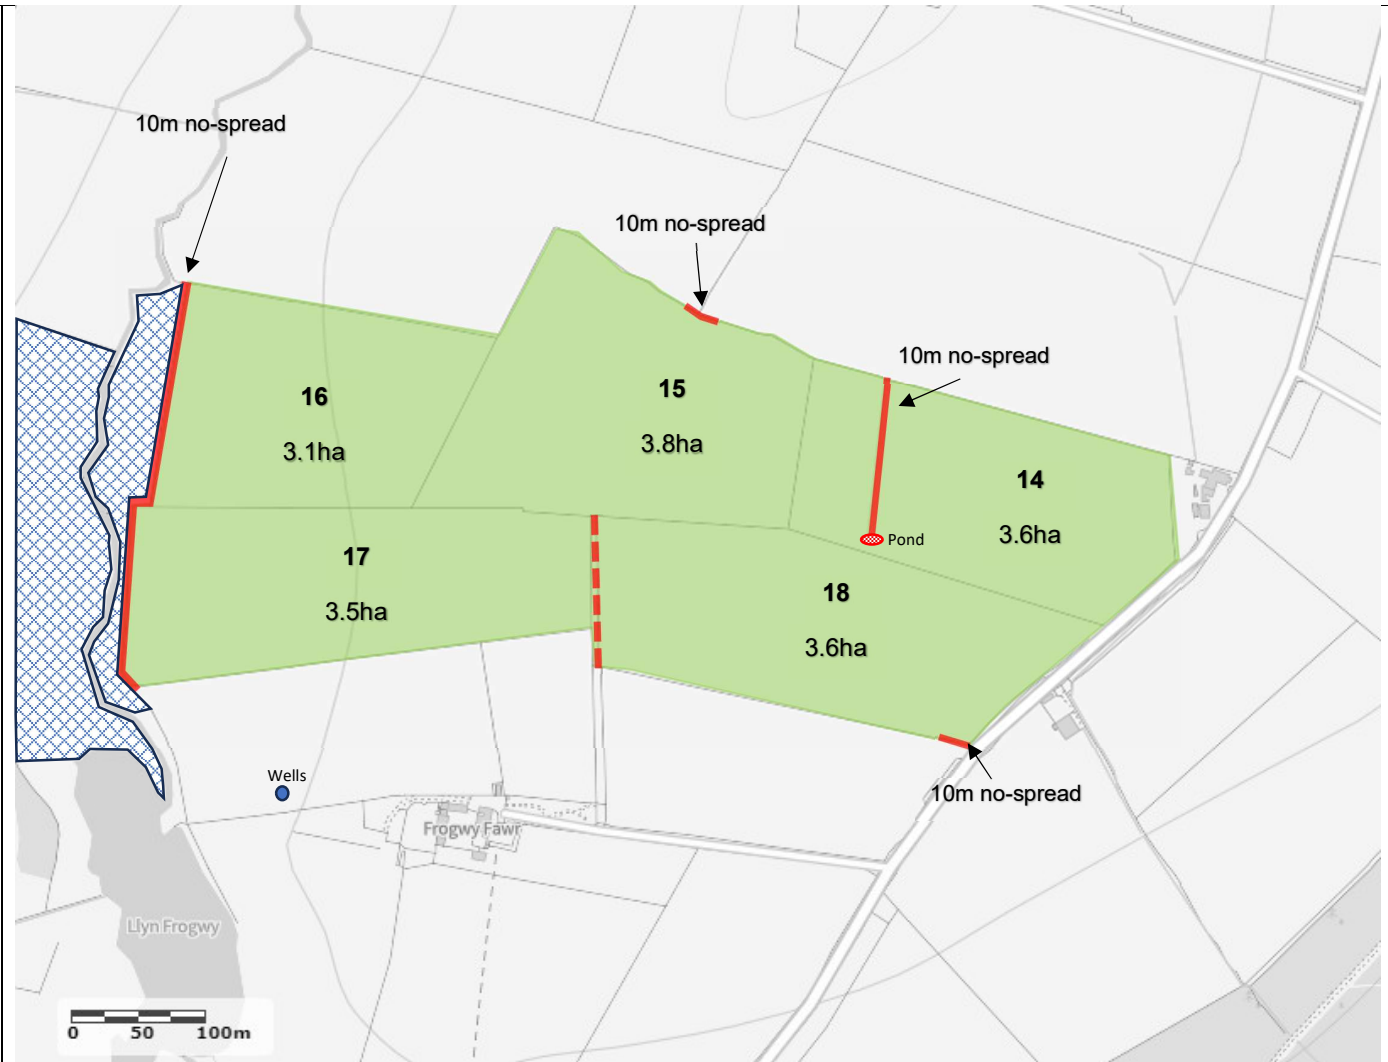 10m no-spread
10m no-spread
10m no-spread
16
3.1ha
15
3.8ha
14
3.6ha
Pond
17
3.5ha
18
3.6ha
Wells
10m no-spread
Frogwy Fawr
Llyn Frogwy
0 50 100m